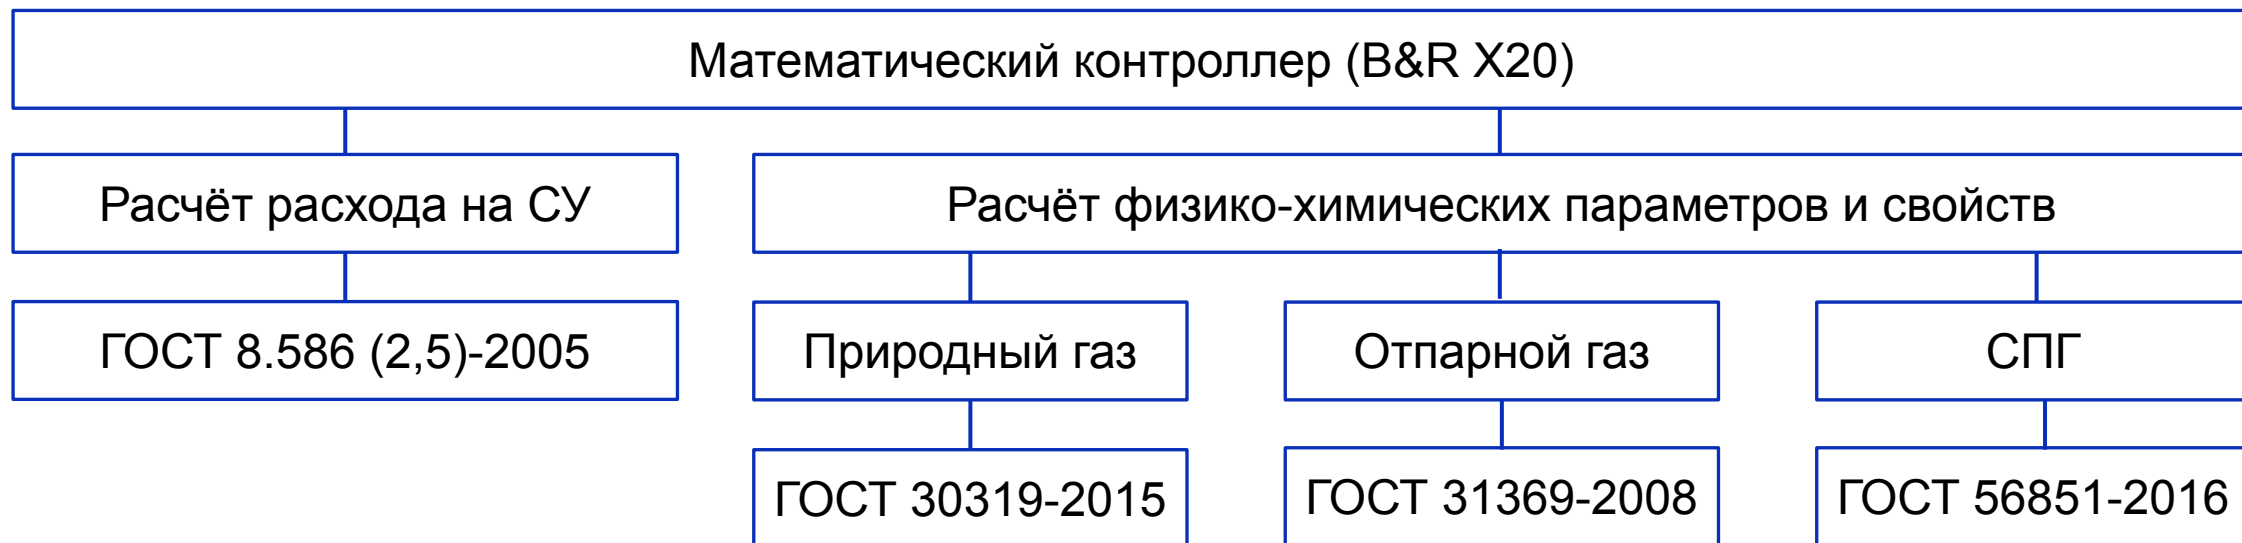 Математический контроллер (B&R X20)
Расчёт расхода на СУ
Расчёт физико-химических параметров и свойств
ГОСТ 8.586 (2,5)-2005
Природный газ
Отпарной газ
СПГ
ГОСТ 30319-2015
ГОСТ 31369-2008
ГОСТ 56851-2016